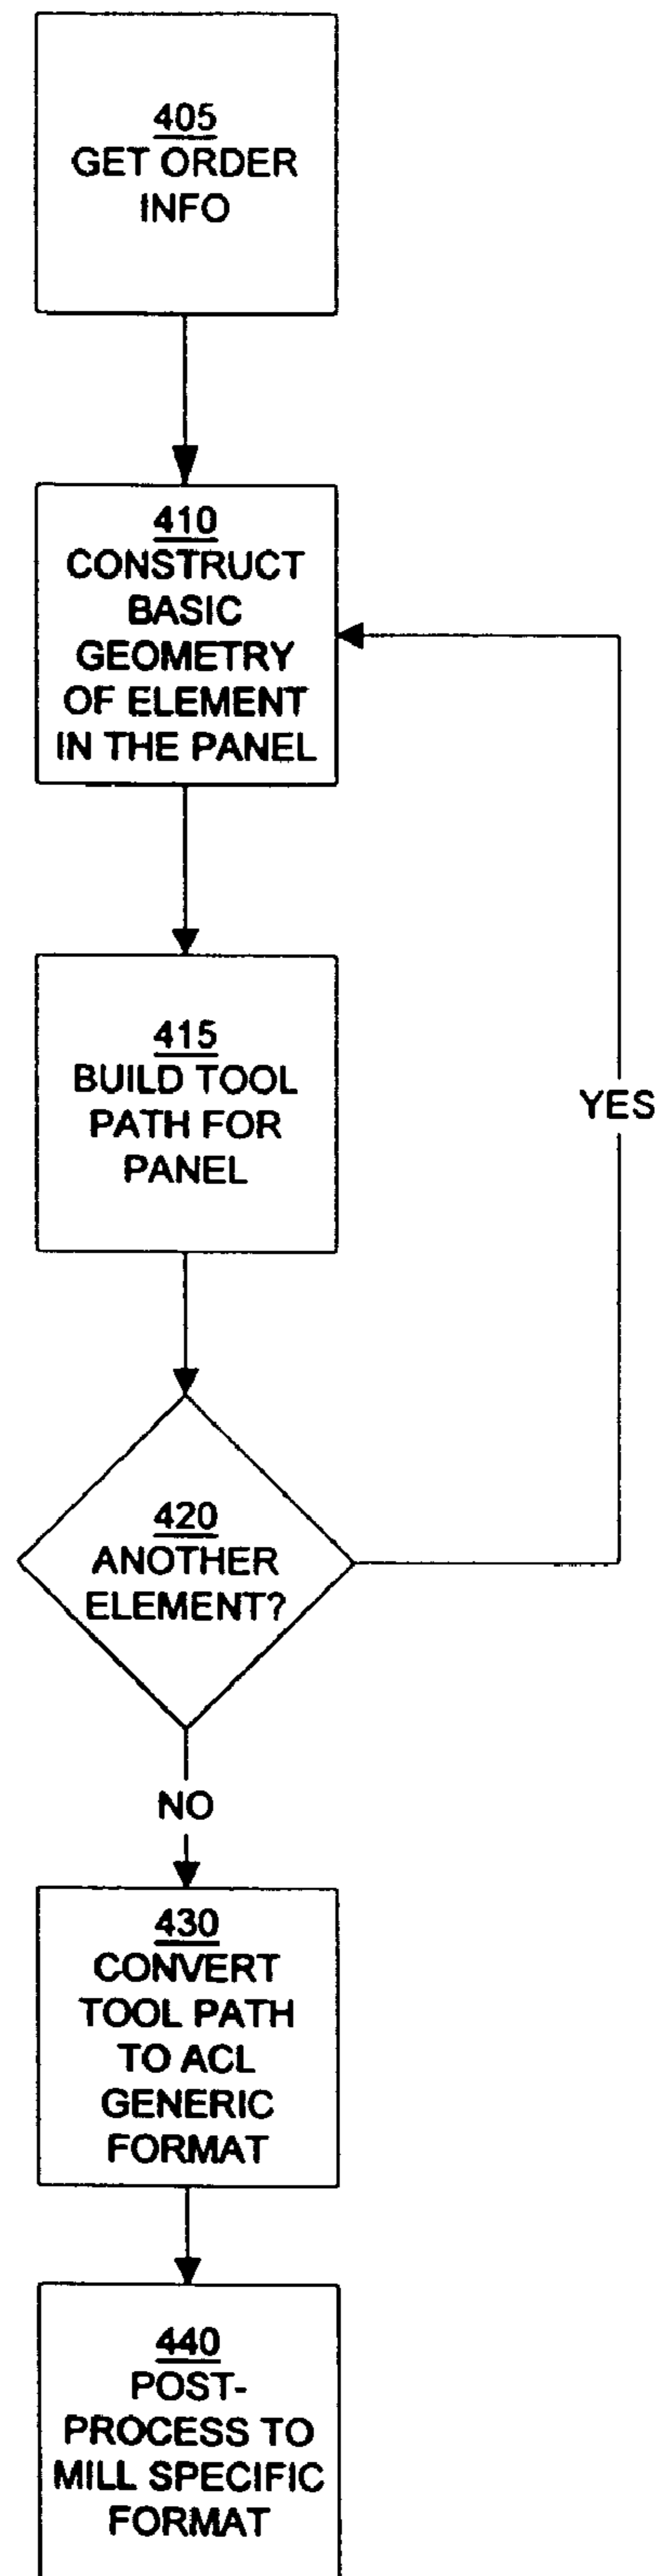 405
GET ORDER
INFO
410
CONSTRUCT
BASIC
GEOMETRY
OF ELEMENT
IN THE PANEL
415
BUILD TOOL
PATH FOR
PANEL
YES
420
ANOTHER
ELEMENT?
NO
430
CONVERT
TOOL PATH
TO ACL
GENERIC
FORMAT
440
POST-
PROCESS TO
MILL SPECIFIC
FORMAT